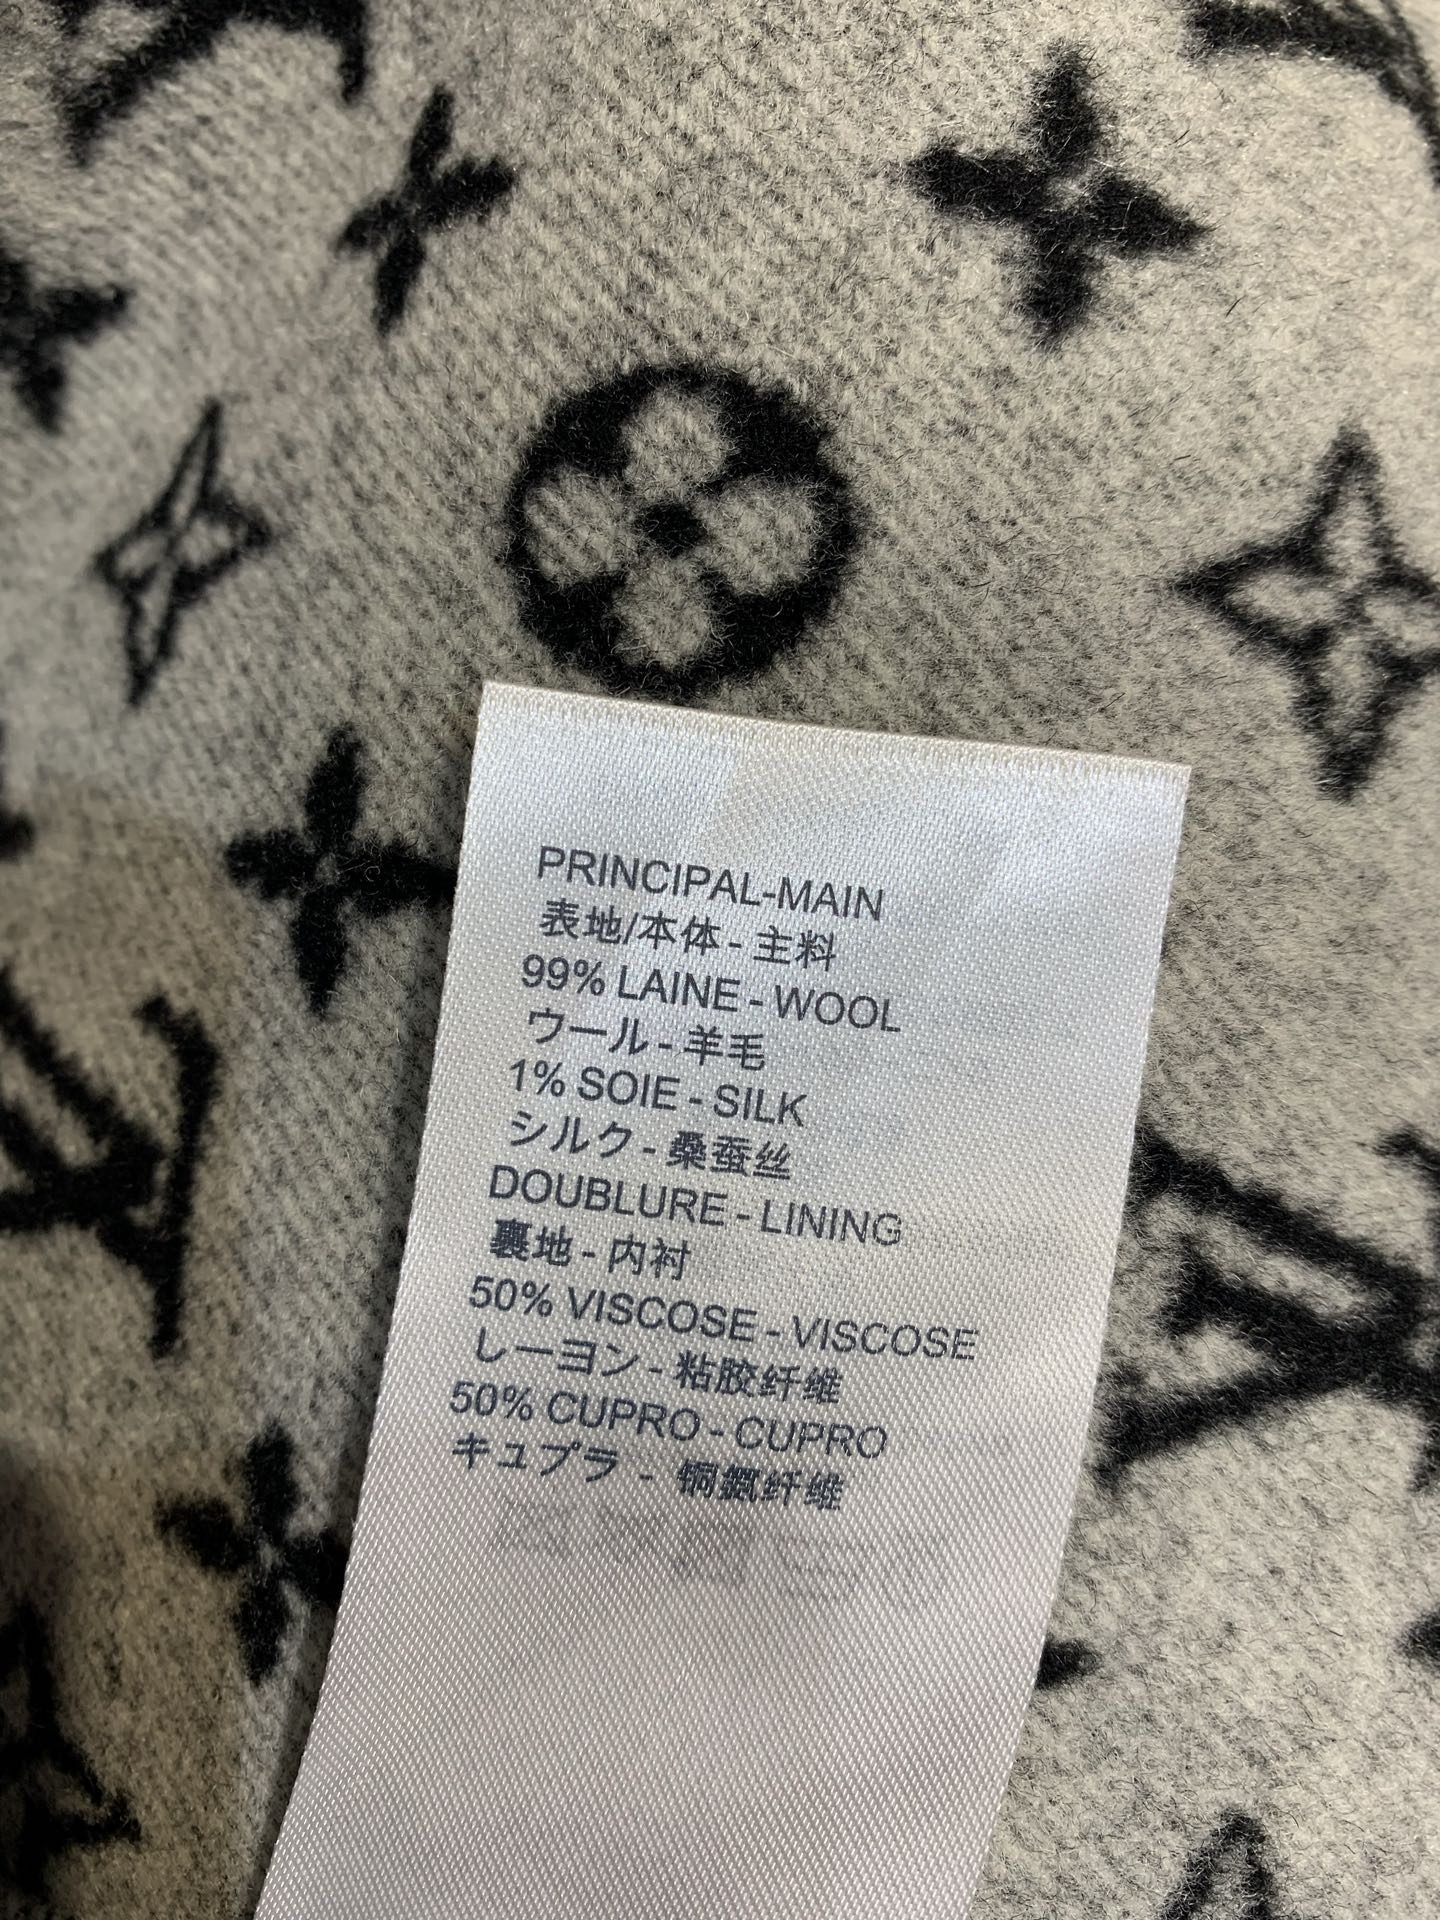 PRINCIPAL-MAIN
表地/本体 - 主料
99% LAINE - WOOL
ウール - 羊毛
1% SOIE - SILK
シルク - 桑蚕丝
DOUBLURE - LINING
裏地 - 内衬
50% VISCOSE - VISCOSE
レーヨン - 粘胶纤维
50% CUPRO - CUPRO
キュプラ - 铜氨纤维